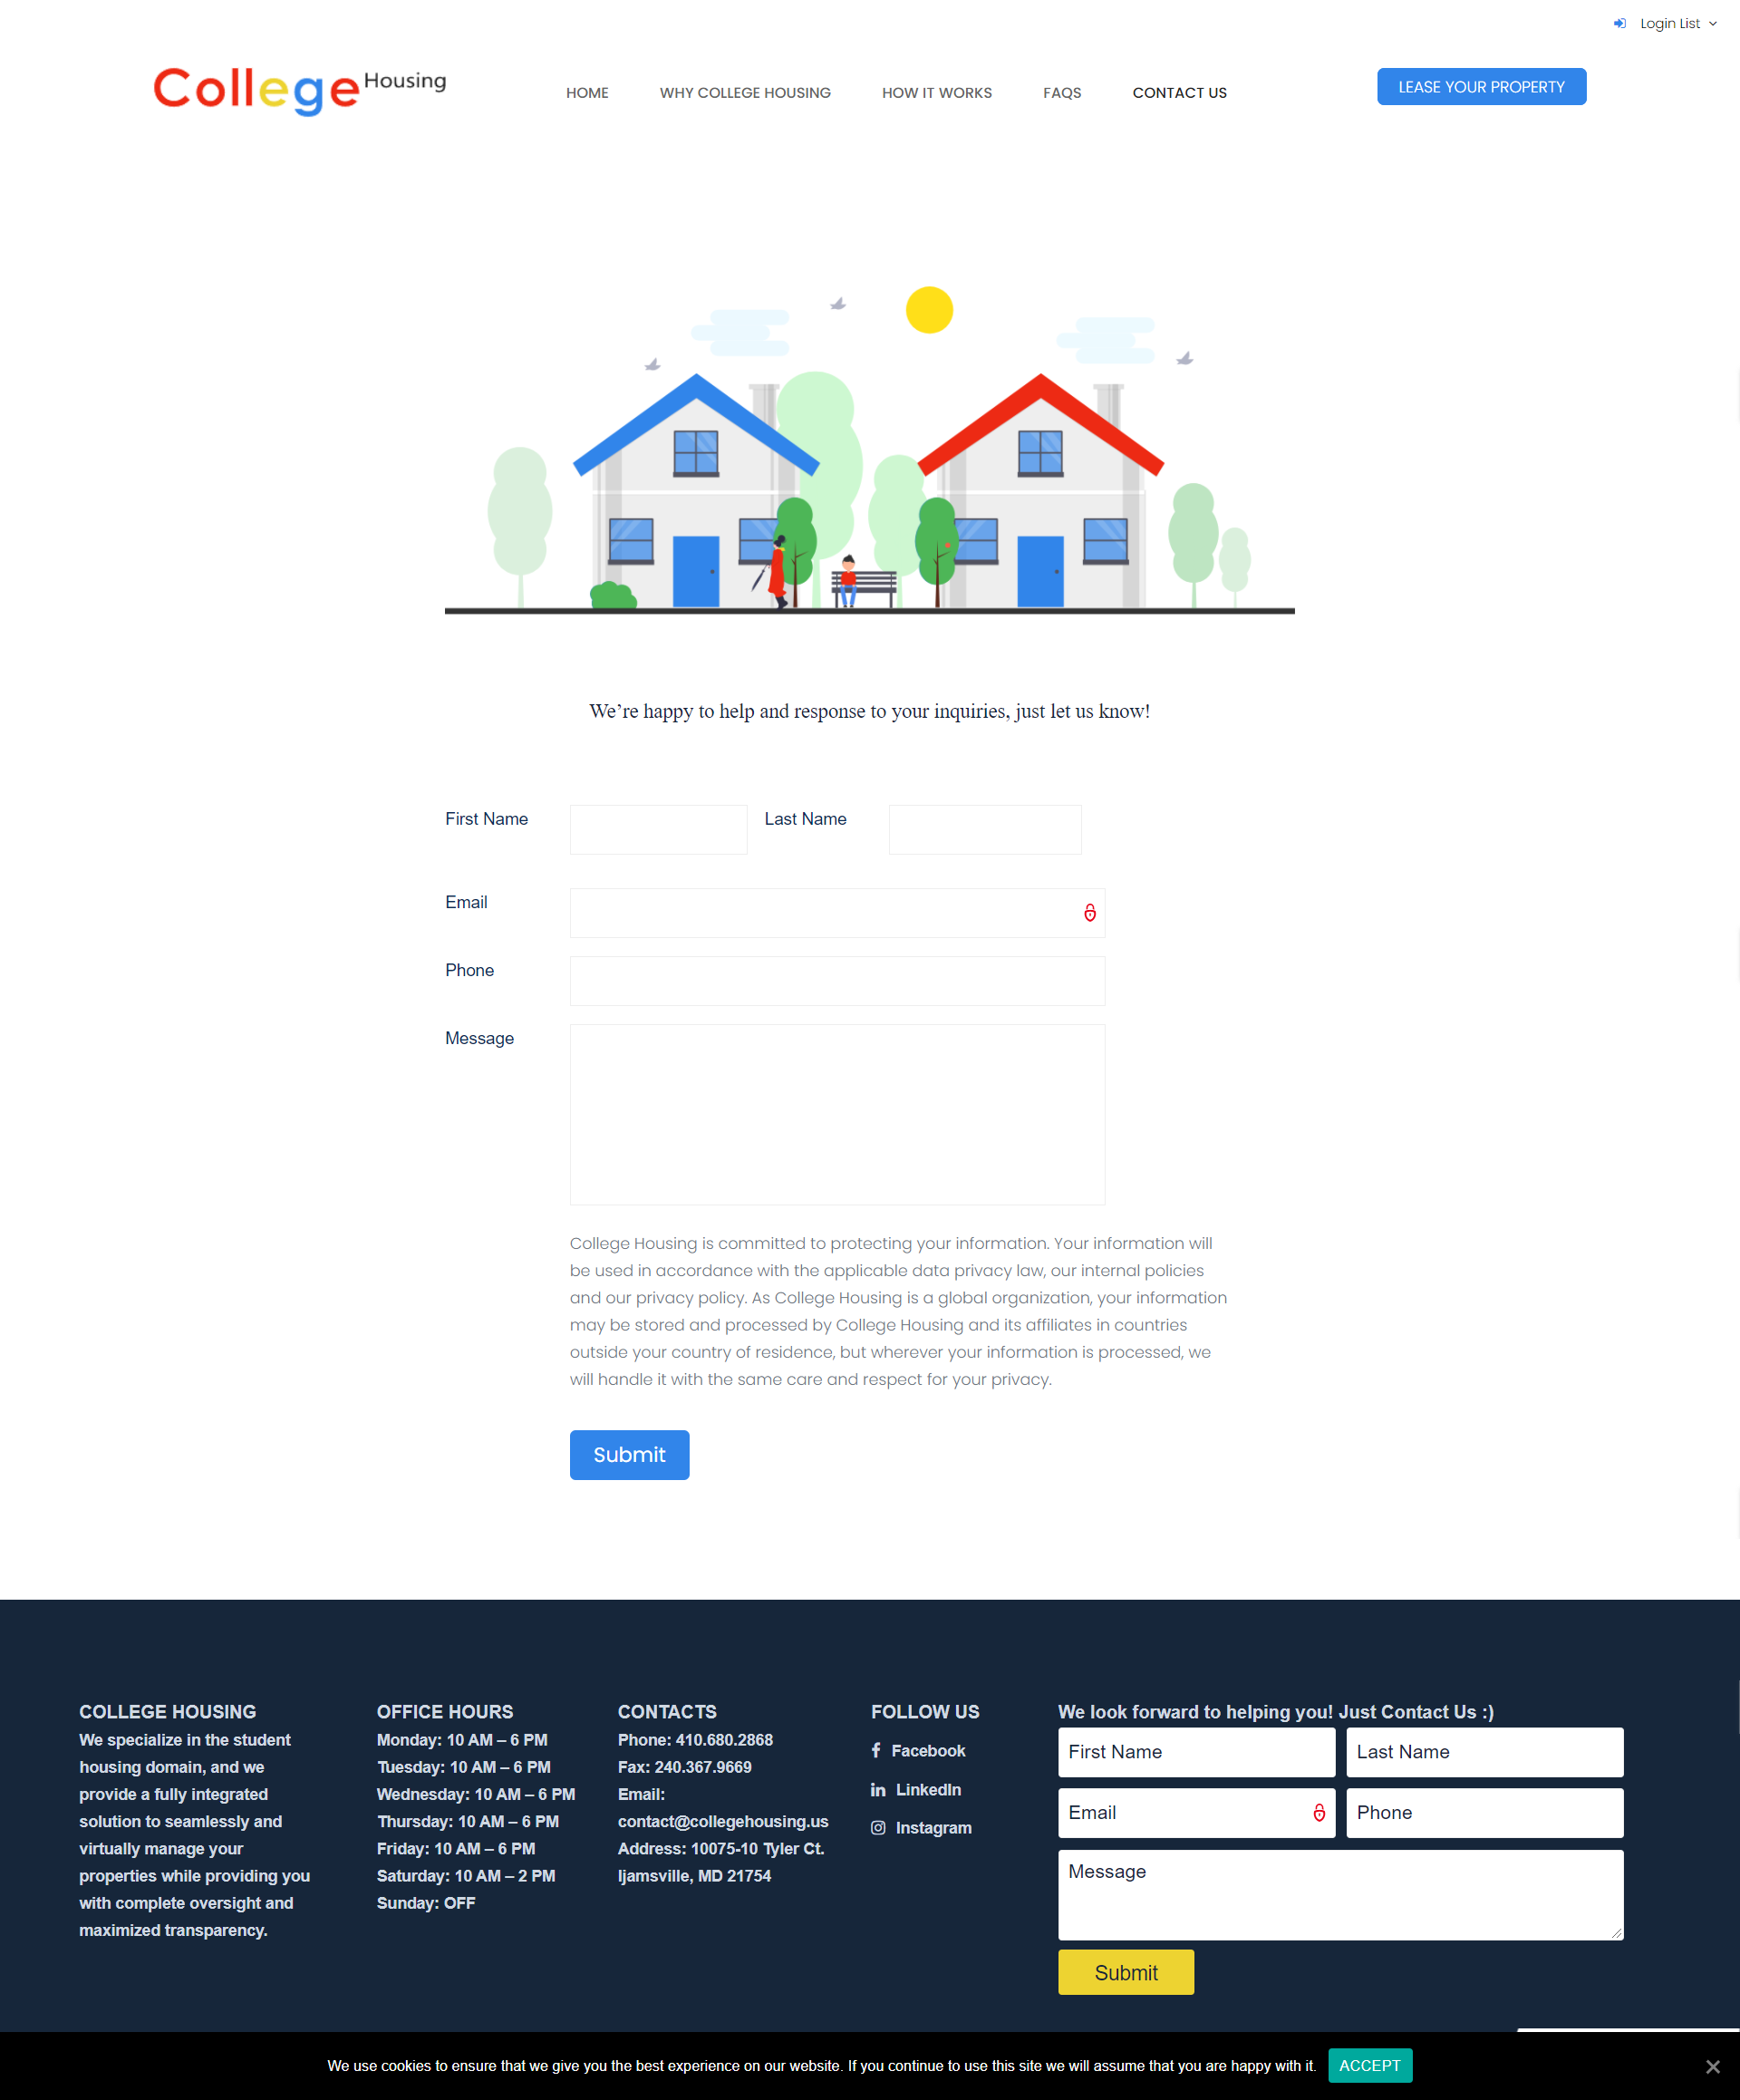 Login List
College Housing
HOME
WHY COLLEGE HOUSING
HOW IT WORKS
FAQS
CONTACT US
LEASE YOUR PROPERTY
We're happy to help and response to your inquiries, just let us know!
First Name
Last Name
Email
Phone
Message
College Housing is committed to protecting your information. Your information will
be used in accordance with the applicable data privacy law, our internal policies
and our privacy policy. As College Housing is a global organization, your information
may be stored and processed by College Housing and its affiliates in countries
outside your country of residence, but wherever your information is processed, we
will handle it with the same care and respect for your privacy.
Submit
COLLEGE HOUSING
We specialize in the student
housing domain, and we
provide a fully integrated
solution to seamlessly and
virtually manage your
properties while providing you
with complete oversight and
maximized transparency.
OFFICE HOURS
Monday: 10 AM – 6 PM
Tuesday: 10 AM – 6 PM
Wednesday: 10 AM – 6 PM
Thursday: 10 AM – 6 PM
Friday: 10 AM – 6 PM
Saturday: 10 AM – 2 PM
Sunday: OFF
CONTACTS
Phone: 410.680.2868
Fax: 240.367.9669
Email:
contact@collegehousing.us
Address: 10075-10 Tyler Ct.
Ijamsville, MD 21754
FOLLOW US
Facebook
LinkedIn
Instagram
We look forward to helping you! Just Contact Us :)
First Name
Last Name
Email
Phone
Message
Submit
We use cookies to ensure that we give you the best experience on our website. If you continue to use this site we will assume that you are happy with it.
ACCEPT